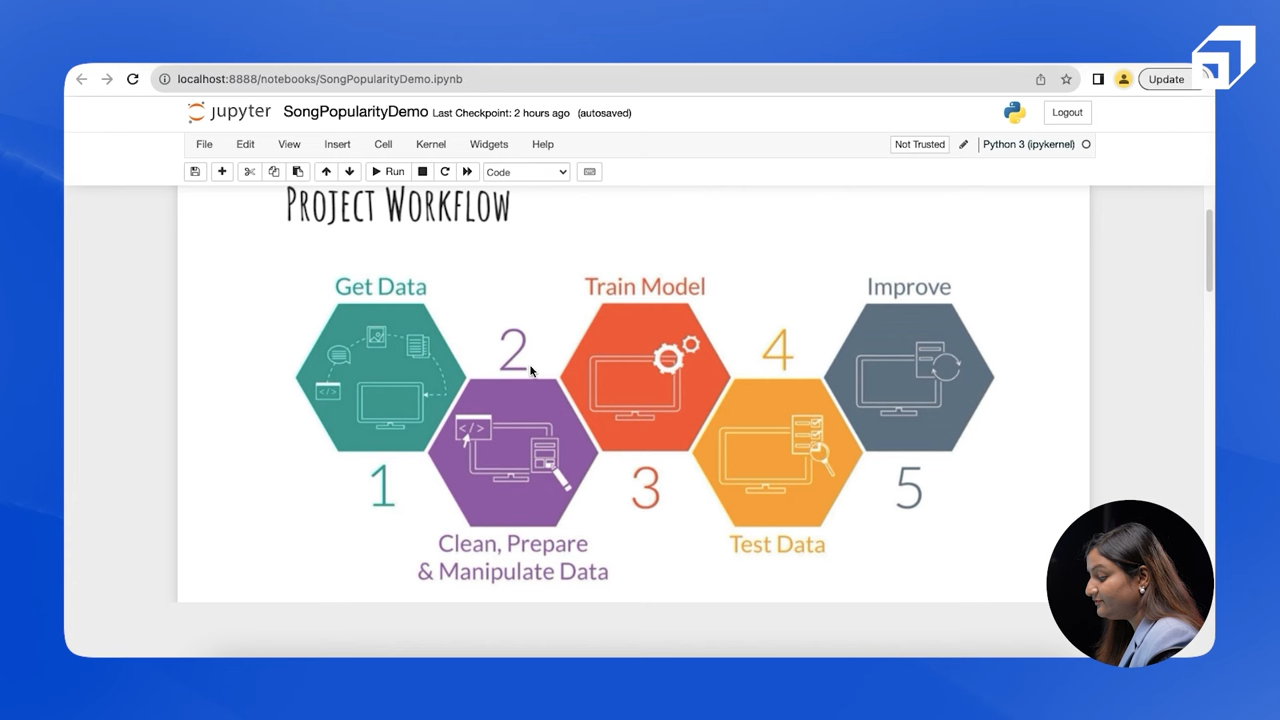 localhost:8888/notebooks/SongPopularityDemo.ipynb
Update
jupyter SongPopularityDemo Last Checkpoint: 2 hours ago (autosaved)
Logout
File Edit View Insert Cell Kernel Widgets Help
Not Trusted
Python 3 (ipykernel)
Run
Code
PROJECT WORKFLOW
Get Data
Train Model
Improve
2
4
</>
</>
1
3
5
Clean, Prepare
& Manipulate Data
Test Data